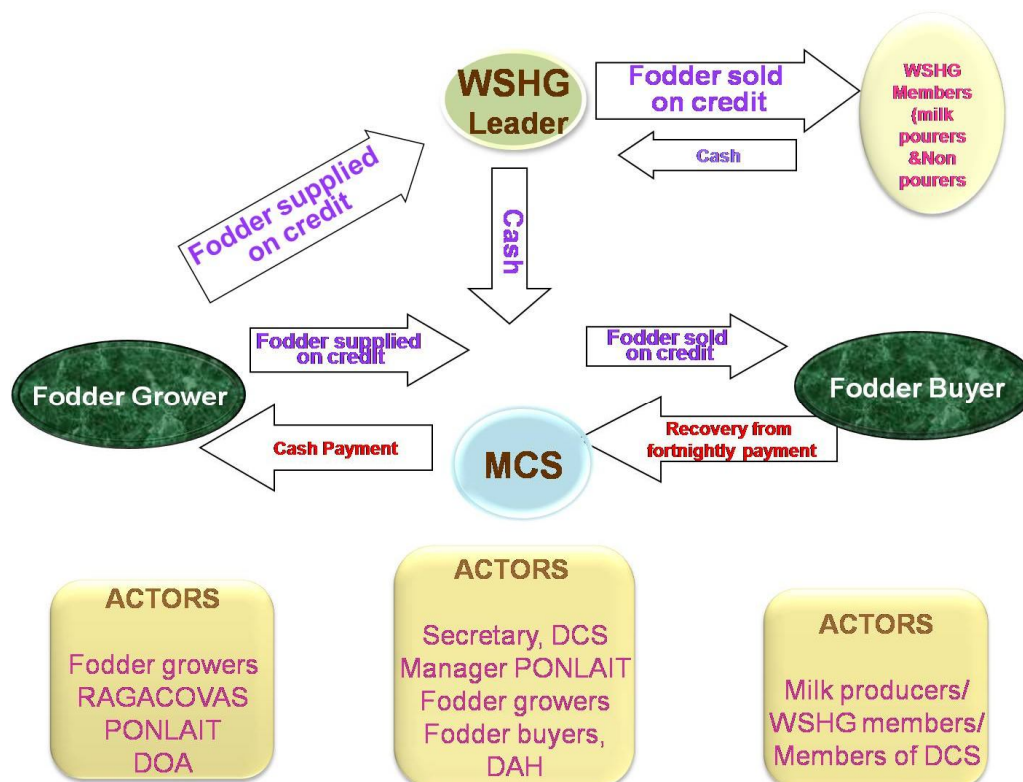 WSHG
Leader
Fodder sold
on credit
Cash
WSHG
Members
(milk
pourers
&Non
pourers
Fodder supplied
on credit
Cash
Fodder Grower
Fodder supplied
on credit
Fodder sold
on credit
Fodder Buyer
Cash Payment
MCS
Recovery from
fortnightly payment
ACTORS
Fodder growers
RAGACOVAS
PONLAIT
DOA
ACTORS
Secretary, DCS
Manager PONLAIT
Fodder growers
Fodder buyers,
DAH
ACTORS
Milk producers/
WSHG members/
Members of DCS